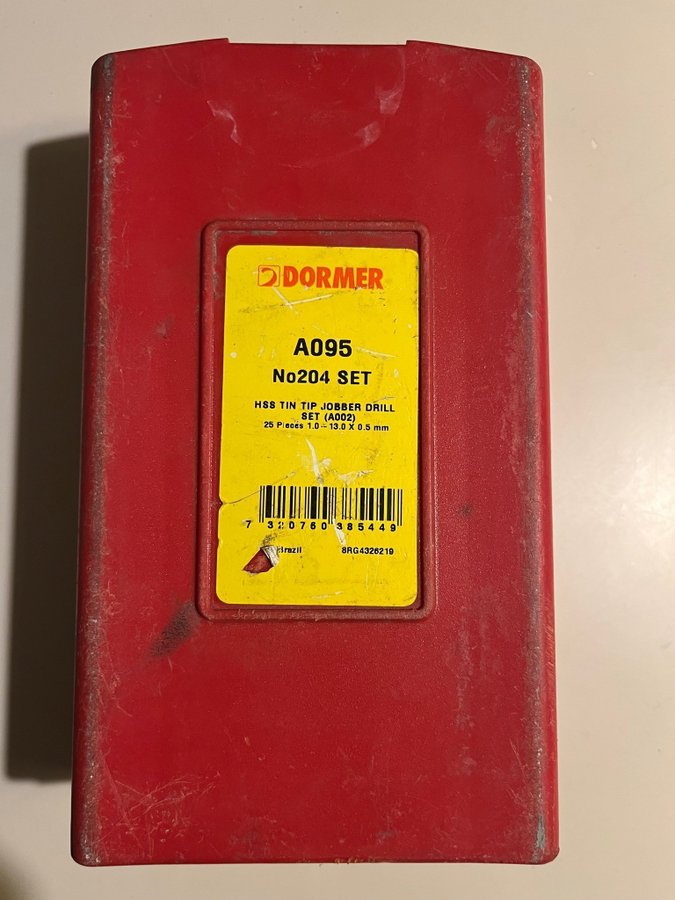 DORMER
A095
No204 SET
HSS TIN TIP JOBBER DRILL
SET (A002)
25 Pieces 1.0 - 13.0 X 0.5 mm
7 320760 385449
Brazil 8RG4326219